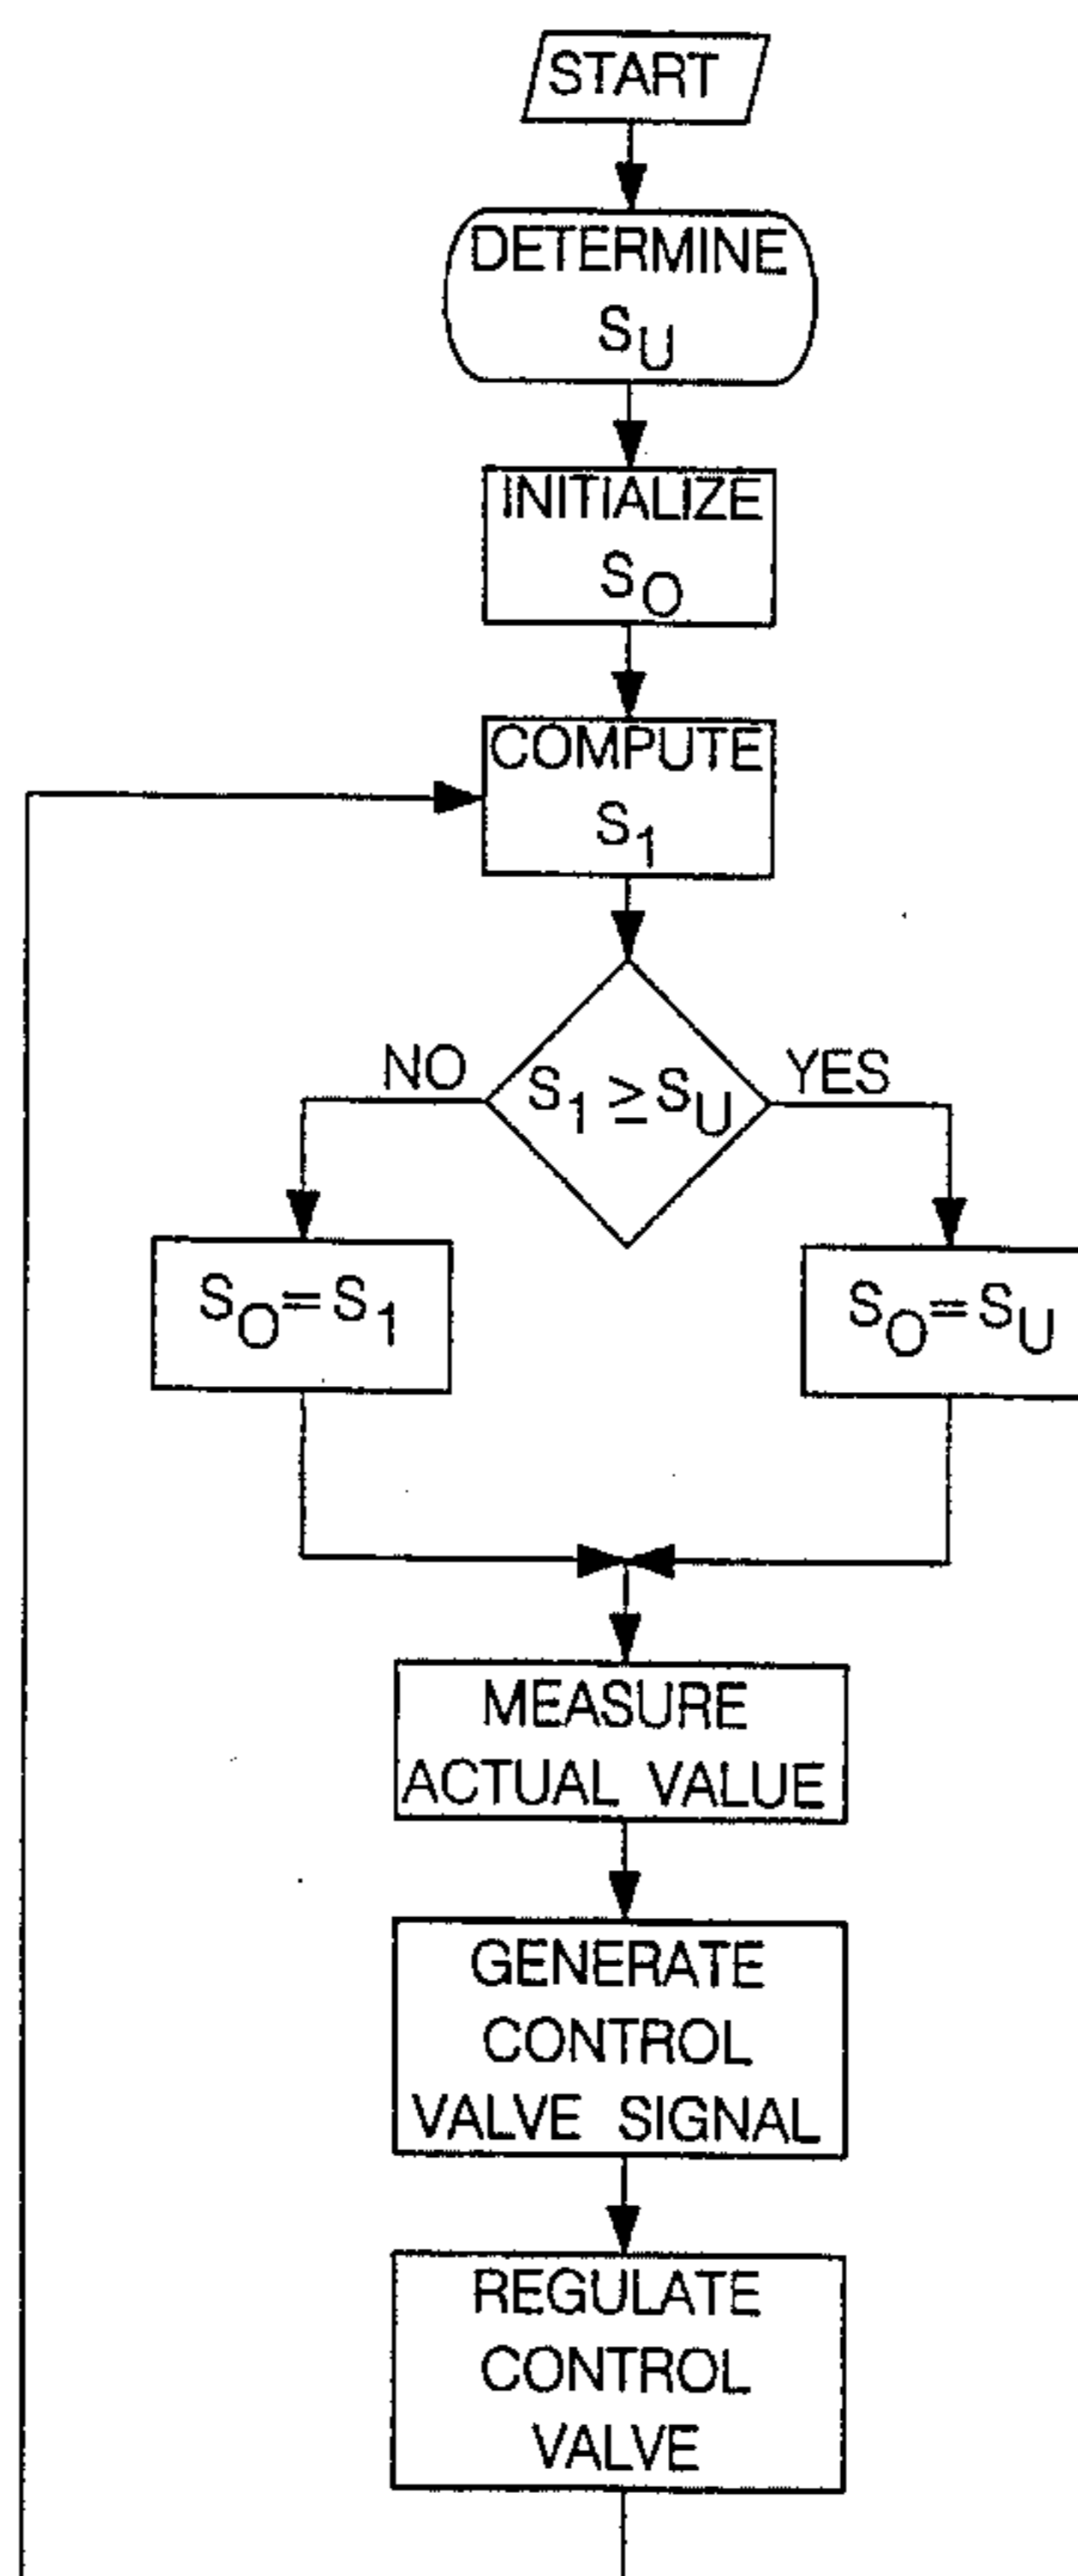 START
DETERMINE
S_U
INITIALIZE
S_O
COMPUTE
S_1
NO
S_1 ≥ S_U
YES
S_O = S_1
S_O = S_U
MEASURE
ACTUAL VALUE
GENERATE
CONTROL
VALVE SIGNAL
REGULATE
CONTROL
VALVE